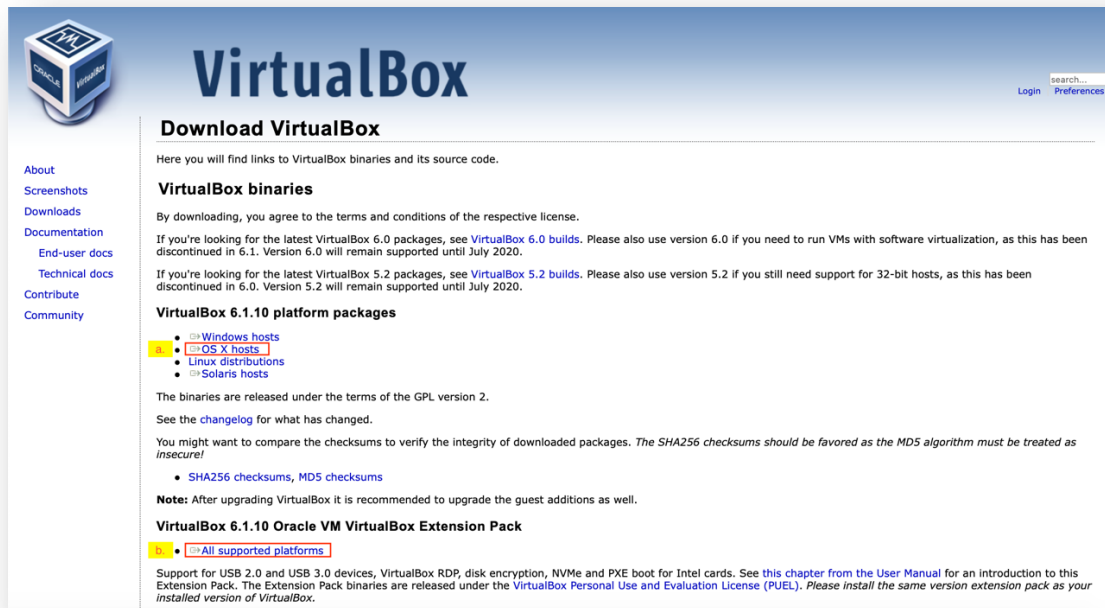 ORACLE
VirtualBox
VirtualBox
search...
Login Preferences
Download VirtualBox
Here you will find links to VirtualBox binaries and its source code.
About
Screenshots
Downloads
Documentation
End-user docs
Technical docs
Contribute
Community
VirtualBox binaries
By downloading, you agree to the terms and conditions of the respective license.
If you're looking for the latest VirtualBox 6.0 packages, see VirtualBox 6.0 builds. Please also use version 6.0 if you need to run VMs with software virtualization, as this has been
discontinued in 6.1. Version 6.0 will remain supported until July 2020.
If you're looking for the latest VirtualBox 5.2 packages, see VirtualBox 5.2 builds. Please also use version 5.2 if you still need support for 32-bit hosts, as this has been
discontinued in 6.0. Version 5.2 will remain supported until July 2020.
VirtualBox 6.1.10 platform packages
• Windows hosts
a. • OS X hosts
• Linux distributions
• Solaris hosts
The binaries are released under the terms of the GPL version 2.
See the changelog for what has changed.
You might want to compare the checksums to verify the integrity of downloaded packages. The SHA256 checksums should be favored as the MD5 algorithm must be treated as
insecure!
• SHA256 checksums, MD5 checksums
Note: After upgrading VirtualBox it is recommended to upgrade the guest additions as well.
VirtualBox 6.1.10 Oracle VM VirtualBox Extension Pack
b. • All supported platforms
Support for USB 2.0 and USB 3.0 devices, VirtualBox RDP, disk encryption, NVMe and PXE boot for Intel cards. See this chapter from the User Manual for an introduction to this
Extension Pack. The Extension Pack binaries are released under the VirtualBox Personal Use and Evaluation License (PUEL). Please install the same version extension pack as your
installed version of VirtualBox.